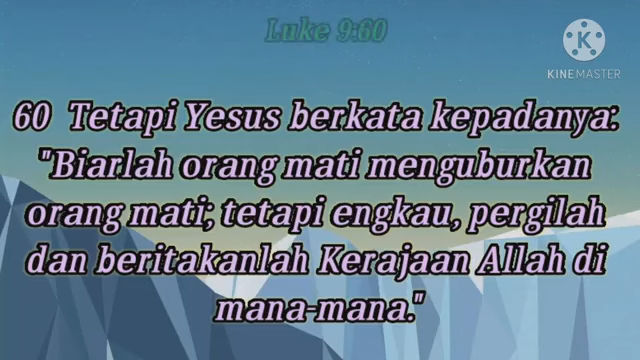 Luke 9:60
K
KINEMASTER
60 Tetapi Yesus berkata kepadanya:
"Biarlah orang mati menguburkan
orang mati; tetapi engkau, pergilah
dan beritakanlah Kerajaan Allah di
mana-mana."